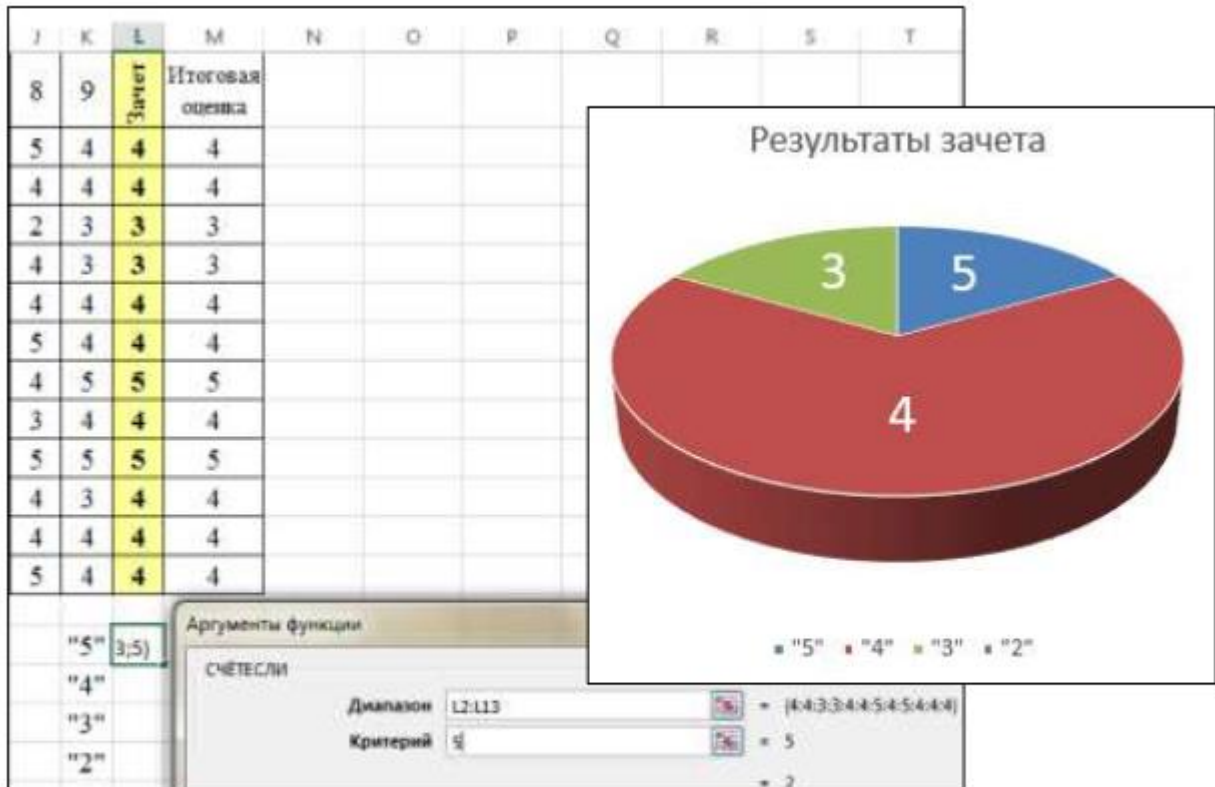 J K L M N O P Q R S T
8 9 Зачет Итоговая оценка
5 4 4 4
4 4 4 4
2 3 3 3
4 3 3 3
4 4 4 4
5 4 4 4
4 5 5 5
3 4 4 4
5 5 5 5
4 3 4 4
4 4 4 4
5 4 4 4
"5" 3;5)
"4"
"3"
"2"
Аргументы функции
СЧЁТЕСЛИ
Диапазон L2:L13 = {4:4:3:3:4:4:5:4:5:4:4:4}
Критерий 5 = 5
= 2
Результаты зачета
3 5
4
"5" "4" "3" "2"